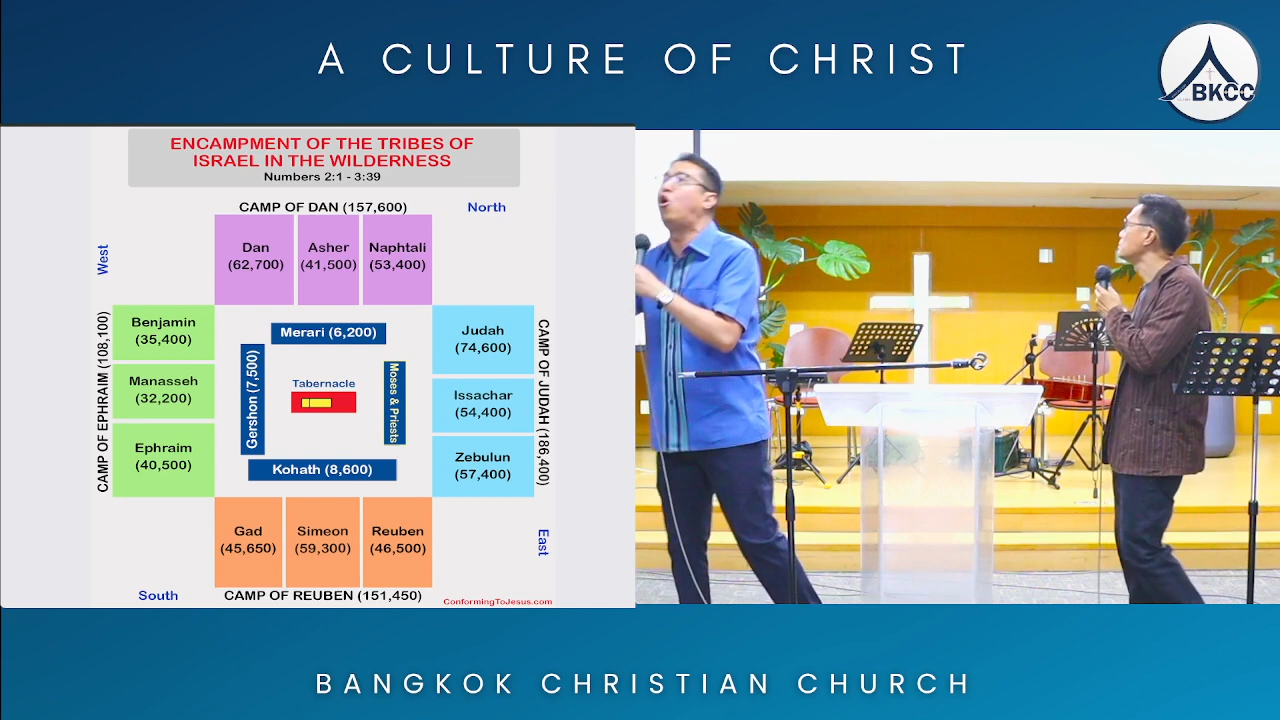 A CULTURE OF CHRIST
BKCC
ENCAMPMENT OF THE TRIBES OF
ISRAEL IN THE WILDERNESS
Numbers 2:1 - 3:39
CAMP OF DAN (157,600)
North
West
Dan
(62,700)
Asher
(41,500)
Naphtali
(53,400)
CAMP OF EPHRAIM (108,100)
Benjamin
(35,400)
Manasseh
(32,200)
Ephraim
(40,500)
Merari (6,200)
Gershon (7,500)
Tabernacle
Moses & Priests
Kohath (8,600)
Judah
(74,600)
Issachar
(54,400)
Zebulun
(57,400)
CAMP OF JUDAH (186,400)
Gad
(45,650)
Simeon
(59,300)
Reuben
(46,500)
East
South
CAMP OF REUBEN (151,450)
ConformingToJesus.com
BANGKOK CHRISTIAN CHURCH